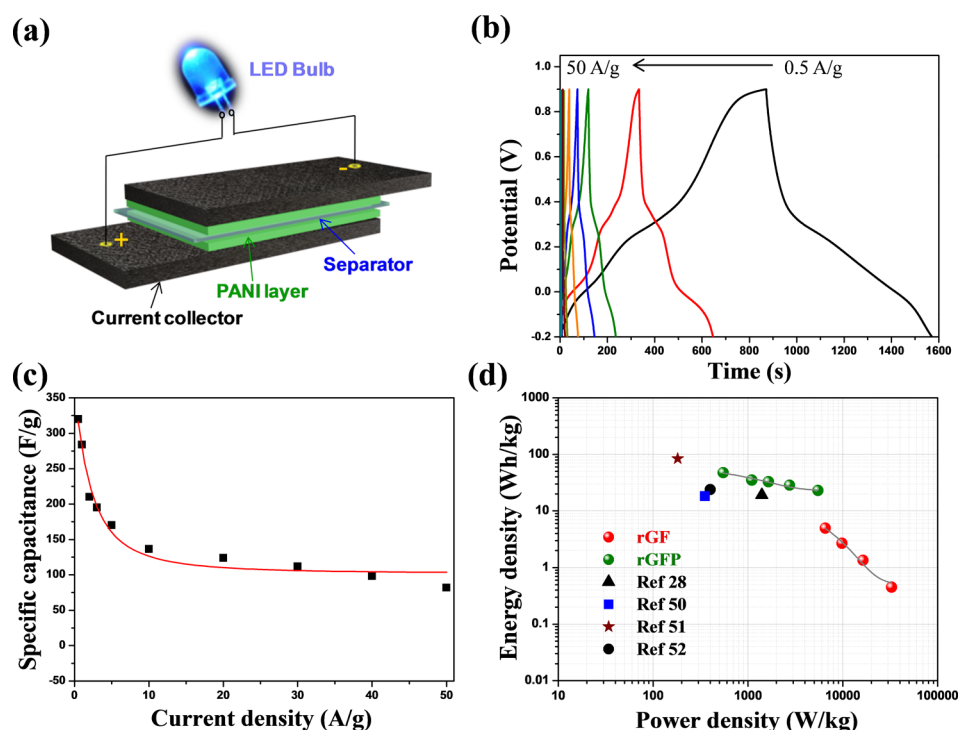 (a)
LED Bulb
-
+
Separator
PANI layer
Current collector
(b)
50 A/g
0.5 A/g
Potential (V)
1.0
0.8
0.6
0.4
0.2
0.0
-0.2
0 200 400 600 800 1000 1200 1400 1600
Time (s)
(c)
Specific capacitance (F/g)
350
300
250
200
150
100
50
0
-50
0 10 20 30 40 50
Current density (A/g)
(d)
Energy density (Wh/kg)
1000
100
10
1
0.1
0.01
rGF
rGFP
Ref 28
Ref 50
Ref 51
Ref 52
10 100 1000 10000 100000
Power density (W/kg)